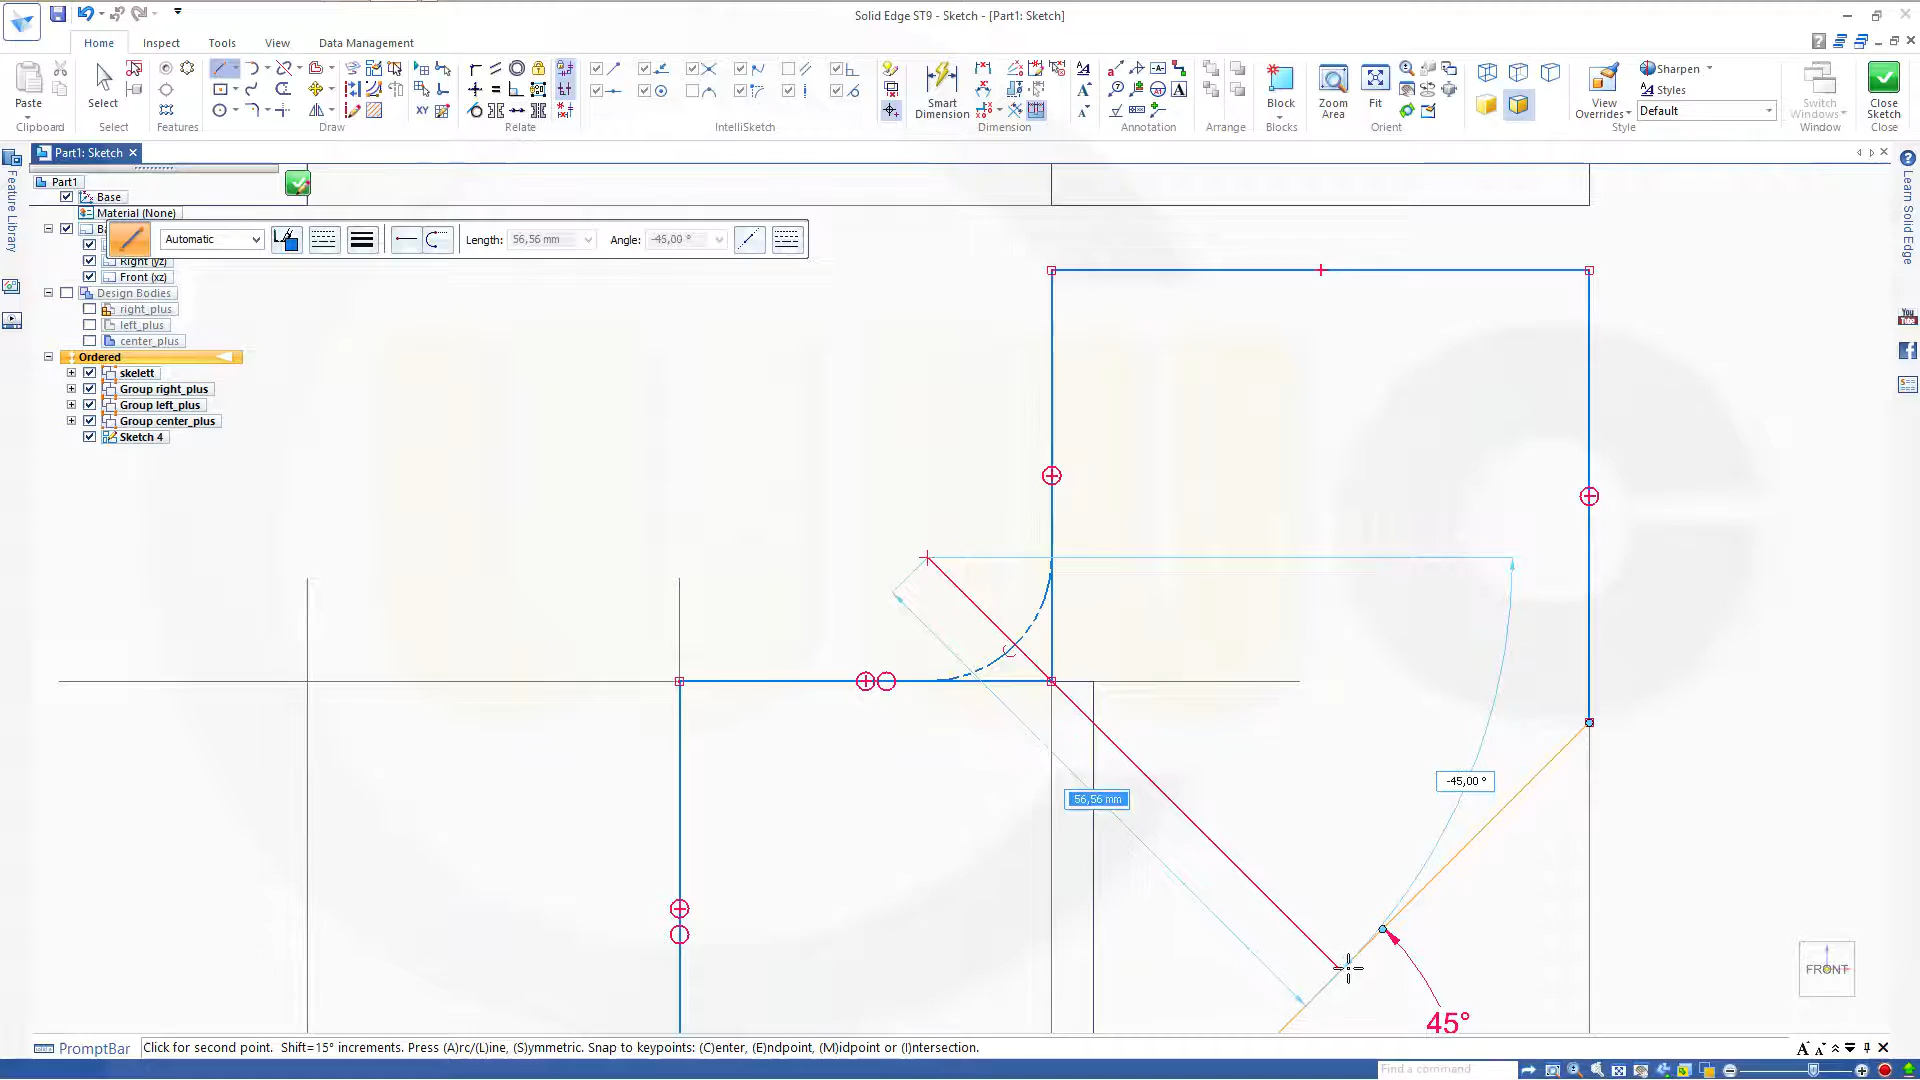 Solid Edge ST9 - Sketch - [Part1: Sketch]
Home Inspect Tools View Data Management
Paste
Clipboard
Select
Select
Features
Draw
Relate
IntelliSketch
Smart
Dimension
Dimension
Annotation
Arrange
Block
Blocks
Zoom
Area
Fit
Orient
View
Overrides
Sharpen
Styles
Default
Style
Switch
Windows
Window
Close
Sketch
Close
Part1: Sketch
Feature Library
Learn Solid Edge
You
Tube
Part1
Base
Material (None)
Ba
Automatic
Length: 56,56 mm
Angle: -45,00 °
Right (yz)
Front (xz)
Design Bodies
right_plus
left_plus
center_plus
Ordered
skelett
Group right_plus
Group left_plus
Group center_plus
Sketch 4
-45,00 °
56,56 mm
45°
FRONT
PromptBar
Click for second point. Shift=15° increments. Press (A)rc/(L)ine, (S)ymmetric. Snap to keypoints: (C)enter, (E)ndpoint, (M)idpoint or (I)ntersection.
Find a command